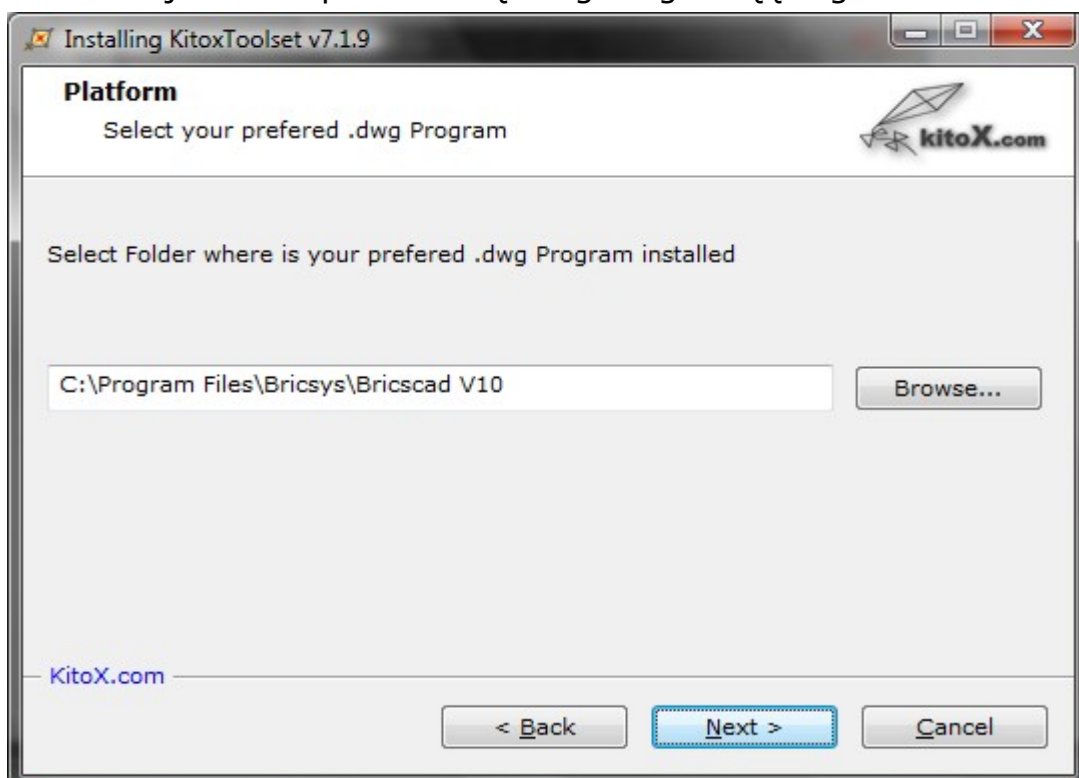 Installing KitoxToolset v7.1.9
Platform
Select your prefered .dwg Program
kitoX.com
Select Folder where is your prefered .dwg Program installed
C:\Program Files\Bricsys\Bricscad V10
Browse...
KitoX.com
< Back
Next >
Cancel